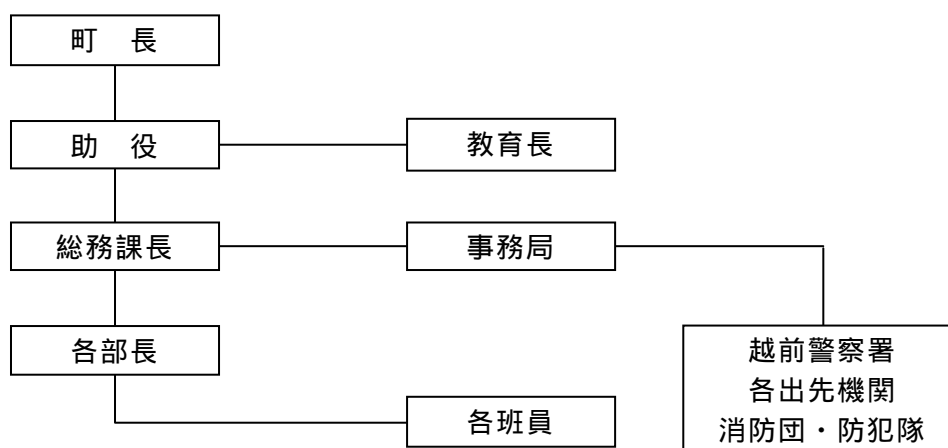 町　長
助　役
教育長
総務課長
事務局
各部長
越前警察署
各出先機関
消防団・防犯隊
各班員